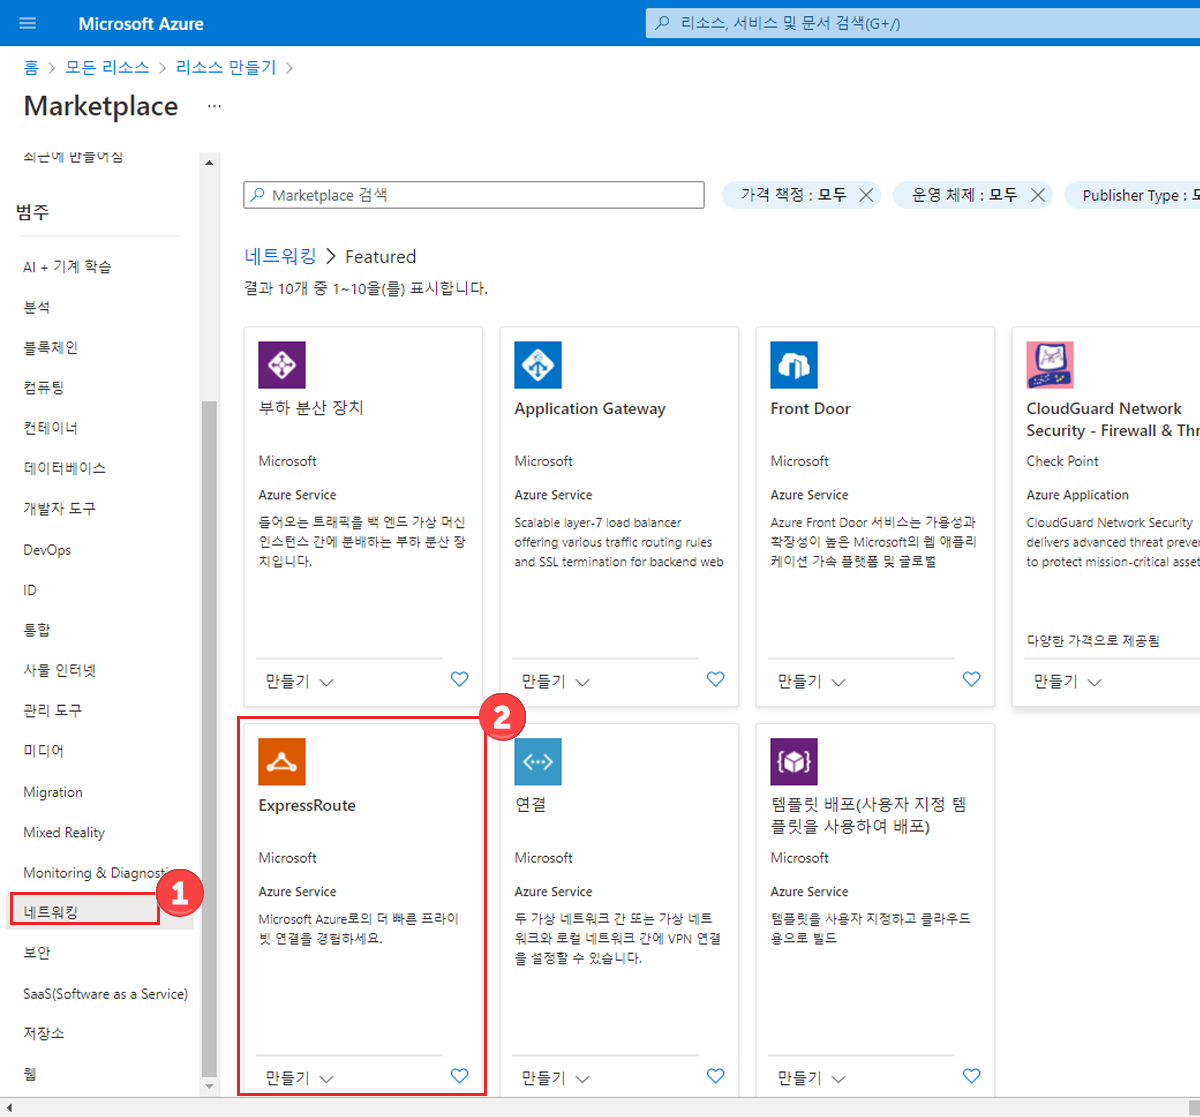 Microsoft Azure
리소스, 서비스 및 문서 검색(G+/)
홈 > 모든 리소스 > 리소스 만들기 >
Marketplace ...
최근에 만들어짐
범주
AI + 기계 학습
분석
블록체인
컴퓨팅
컨테이너
데이터베이스
개발자 도구
DevOps
ID
통합
사물 인터넷
관리 도구
미디어
Migration
Mixed Reality
Monitoring & Diagnosti
네트워킹
1
보안
SaaS(Software as a Service)
저장소
웹
Marketplace 검색
가격 책정 : 모두
운영 체제 : 모두
Publisher Type : 모
네트워킹 > Featured
결과 10개 중 1~10을(를) 표시합니다.
부하 분산 장치
Microsoft
Azure Service
들어오는 트래픽을 백 엔드 가상 머신
인스턴스 간에 분배하는 부하 분산 장
치입니다.
만들기
Application Gateway
Microsoft
Azure Service
Scalable layer-7 load balancer
offering various traffic routing rules
and SSL termination for backend web
만들기
Front Door
Microsoft
Azure Service
Azure Front Door 서비스는 가용성과
확장성이 높은 Microsoft의 웹 애플리
케이션 가속 플랫폼 및 글로벌
만들기
CloudGuard Network
Security - Firewall & Thr
Check Point
Azure Application
CloudGuard Network Security
delivers advanced threat preve
to protect mission-critical asset
다양한 가격으로 제공됨
만들기
2
ExpressRoute
Microsoft
Azure Service
Microsoft Azure로의 더 빠른 프라이
빗 연결을 경험하세요.
만들기
연결
Microsoft
Azure Service
두 가상 네트워크 간 또는 가상 네트
워크와 로컬 네트워크 간에 VPN 연결
을 설정할 수 있습니다.
만들기
템플릿 배포(사용자 지정 템
플릿을 사용하여 배포)
Microsoft
Azure Service
템플릿을 사용자 지정하고 클라우드
용으로 빌드
만들기